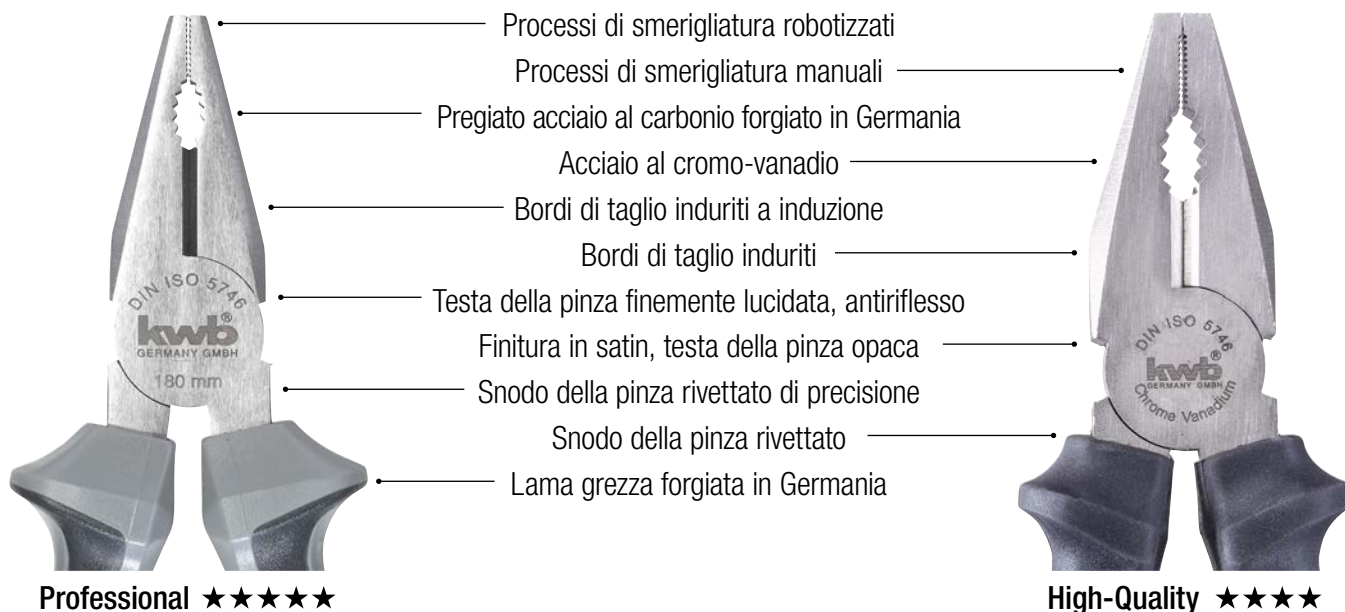 Processi di smerigliatura robotizzati
Processi di smerigliatura manuali
Pregiato acciaio al carbonio forgiato in Germania
Acciaio al cromo-vanadio
Bordi di taglio induriti a induzione
Bordi di taglio induriti
Testa della pinza finemente lucidata, antiriflesso
Finitura in satin, testa della pinza opaca
Snodo della pinza rivettato di precisione
Snodo della pinza rivettato
Lama grezza forgiata in Germania
DIN ISO 5746
kwb®
GERMANY GMBH
180 mm
DIN ISO 5746
kwb®
GERMANY GMBH
Chrome Vanadium
Professional ★★★★★
High-Quality ★★★★